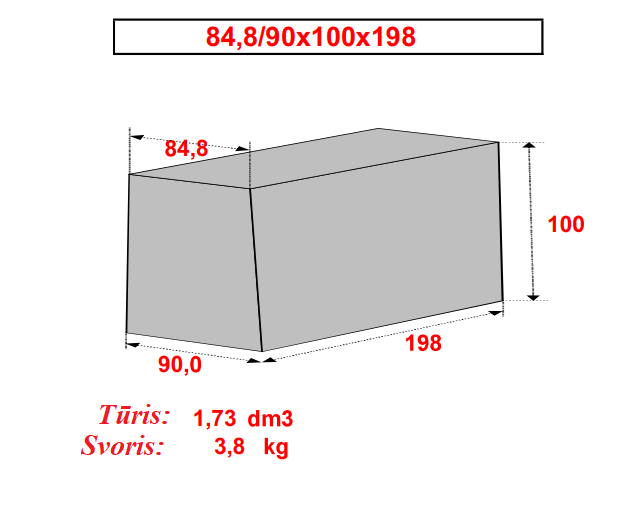 84,8/90x100x198
84,8
100
198
90,0
Tūris: 1,73 dm3
Svoris: 3,8 kg